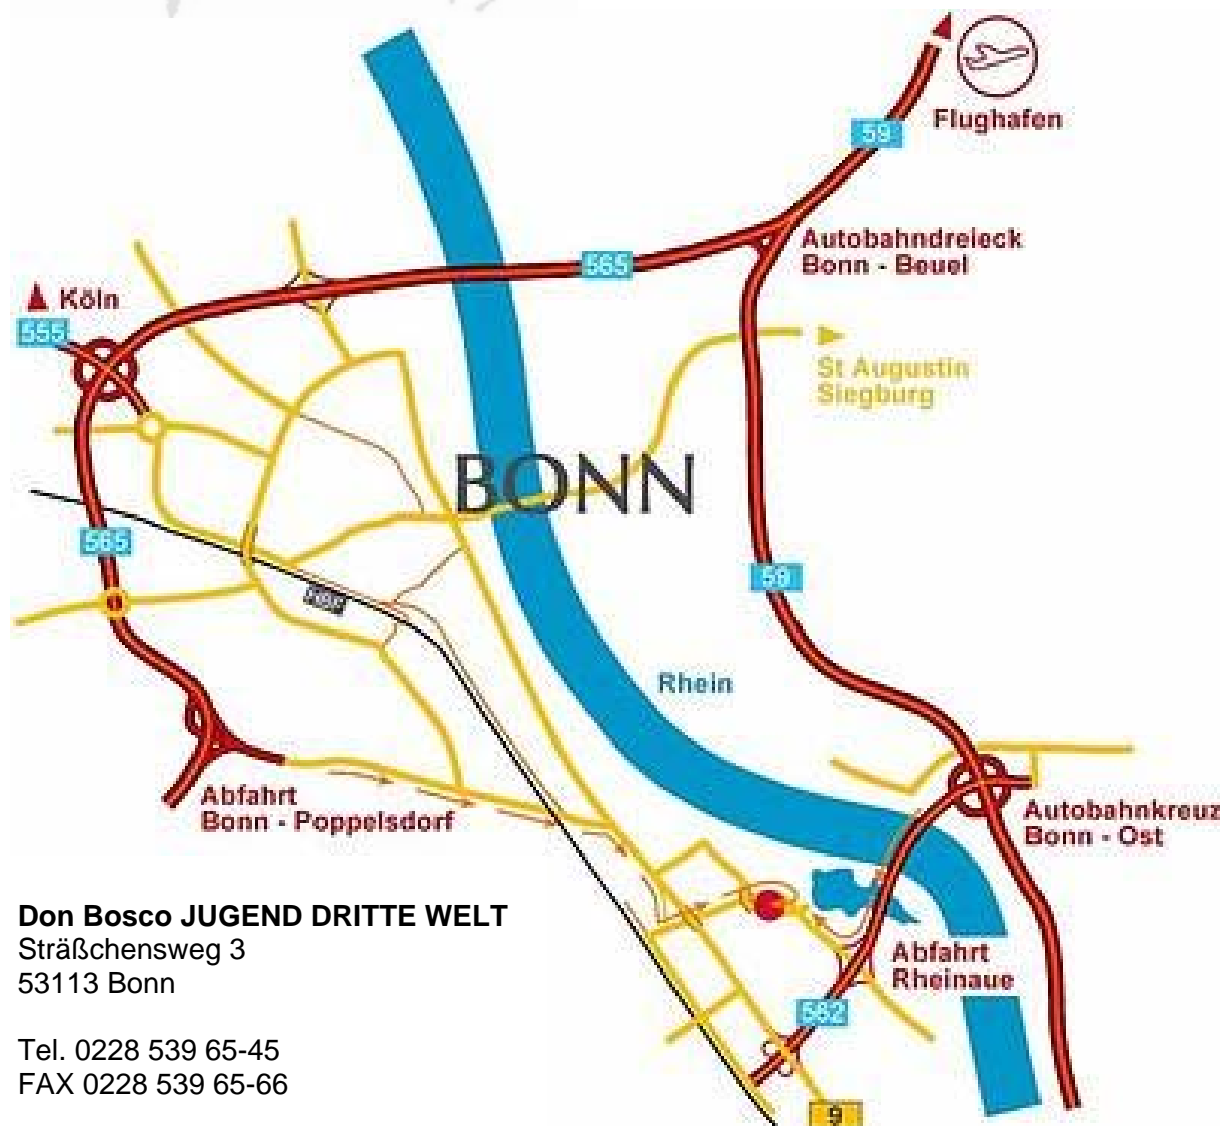 59
Flughafen
Autobahndreieck
Bonn - Beuel
565
Köln
555
St Augustin
Siegburg
BONN
565
59
Rhein
Abfahrt
Bonn - Poppelsdorf
Autobahnkreuz
Bonn - Ost
Don Bosco JUGEND DRITTE WELT
Sträßchensweg 3
53113 Bonn
Tel. 0228 539 65-45
FAX 0228 539 65-66
Abfahrt
Rheinaue
562
9